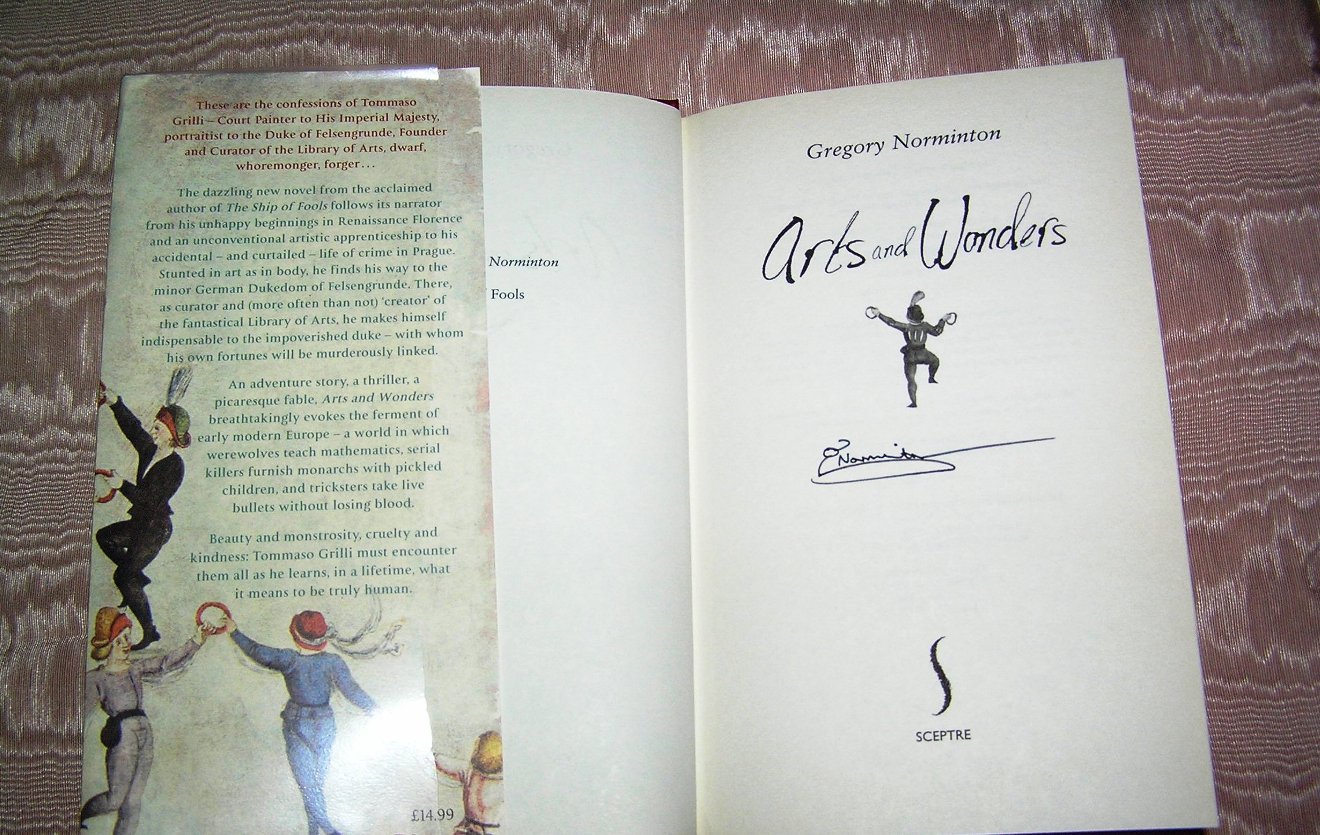 These are the confessions of Tommaso
Grilli – Court Painter to His Imperial Majesty,
portraitist to the Duke of Felsengrunde, Founder
and Curator of the Library of Arts, dwarf,
whoremonger, forger...
The dazzling new novel from the acclaimed
author of The Ship of Fools follows its narrator
from his unhappy beginnings in Renaissance Florence
and an unconventional artistic apprenticeship to his
accidental – and curtailed – life of crime in Prague.
Stunted in art as in body, he finds his way to the
minor German Dukedom of Felsengrunde. There,
as curator and (more often than not) 'creator' of
the fantastical Library of Arts, he makes himself
indispensable to the impoverished duke – with whom
his own fortunes will be murderously linked.
An adventure story, a thriller, a
picaresque fable, Arts and Wonders
breathtakingly evokes the ferment of
early modern Europe – a world in which
werewolves teach mathematics, serial
killers furnish monarchs with pickled
children, and tricksters take live
bullets without losing blood.
Beauty and monstrosity, cruelty and
kindness: Tommaso Grilli must encounter
them all as he learns, in a lifetime, what
it means to be truly human.
£14.99
Norminton
Fools
Gregory Norminton
Arts and Wonders
Norminton
SCEPTRE